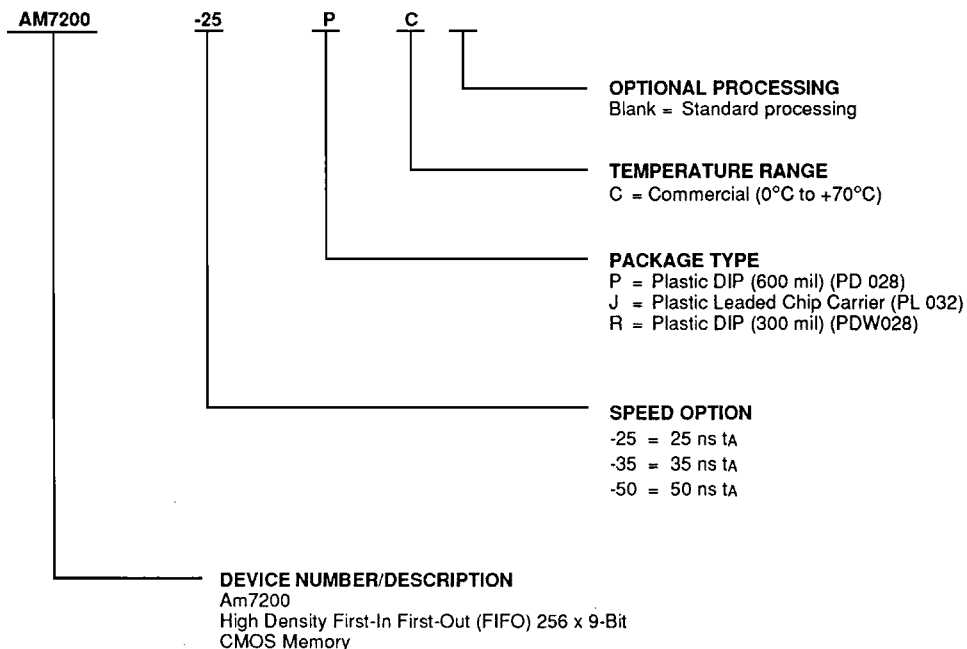 AM7200 -25 P C
OPTIONAL PROCESSING
Blank = Standard processing
TEMPERATURE RANGE
C = Commercial (0°C to +70°C)
PACKAGE TYPE
P = Plastic DIP (600 mil) (PD 028)
J = Plastic Leaded Chip Carrier (PL 032)
R = Plastic DIP (300 mil) (PDW028)
SPEED OPTION
-25 = 25 ns tA
-35 = 35 ns tA
-50 = 50 ns tA
DEVICE NUMBER/DESCRIPTION
Am7200
High Density First-In First-Out (FIFO) 256 x 9-Bit
CMOS Memory